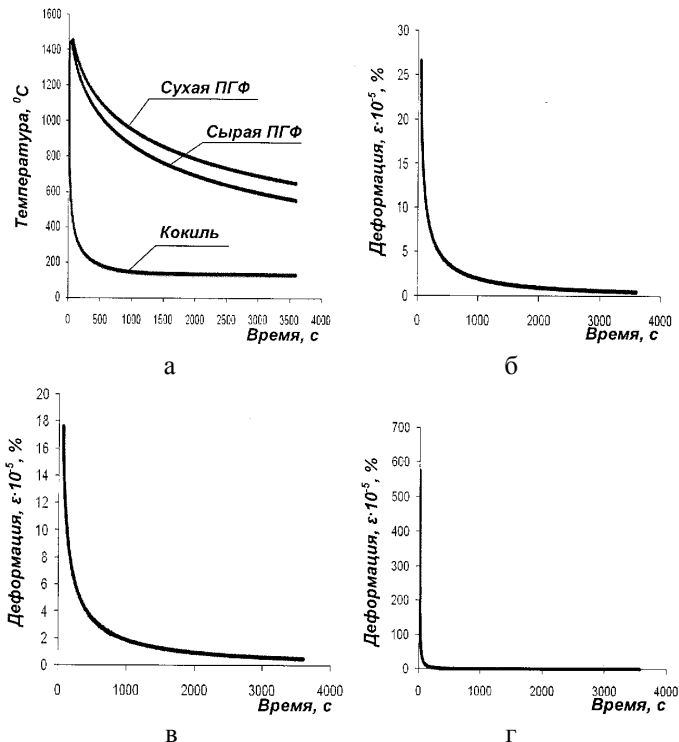 Температура, ⁰С
1600
1400
1200
1000
800
600
400
200
0
Сухая ПГФ
Сырая ПГФ
Кокиль
0 500 1000 1500 2000 2500 3000 3500 4000
Время, с
а
Деформация, ε·10⁻⁵, %
30
25
20
15
10
5
0
0 1000 2000 3000 4000
Время, с
б
Деформация, ε·10⁻⁵, %
20
18
16
14
12
10
8
6
4
2
0
0 1000 2000 3000 4000
Время, с
в
Деформация, ε·10⁻⁵, %
700
600
500
400
300
200
100
0
0 1000 2000 3000 4000
Время, с
г